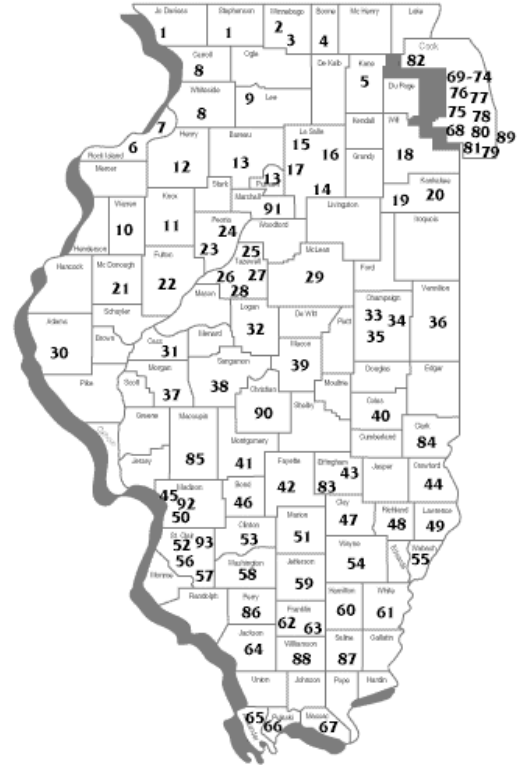 Jo Daviess Stephenson Winnebago Boone Mc Henry Lake
1 1 2 3 4
Cook
Carroll Ogle De Kalb Kane 82
8 5 69-74
Du Page 76 77
Whiteside 9 Lee 75 78
8 Kendall Will 68 80 89
7 La Salle 81 79
6 Henry Bureau 15 16 18
Rock Island 12 13 17 Grundy
Mercer 13 14 Kankakee
Stark Putnam 19 20
Marshall 91
Warren Knox Livingston Iroquois
10 11 Peoria 24 Woodford
Henderson 23 25 McLean
Hancock Mc Donough Fulton Tazewell 29 Ford
21 22 26 27
Mason 28
Schuyler Logan De Witt Champaign Vermilion
Adams 32 Piatt 33 34 36
30 Brown Cass Menard 35
31 Macon
Morgan Sangamon 39 Douglas Edgar
Pike Scott 37 38 Christian Moultrie
Coles
Greene Macoupin 90 Shelby 40
Calhoun Cumberland Clark
Montgomery 84
Jersey 85 41 Fayette Effingham 43 Jasper Crawford
45 Madison Bond 42 83 44
92 46 Clay Richland Lawrence
50 Clinton Marion 47 48 49
St. Clair 93 53 51 Wayne Edwards Wabash
52 54 55
56 Washington Jefferson
Monroe 57 58 59
Randolph Perry Hamilton White
86 Franklin 60 61
Jackson 62 63
64 Williamson Saline Gallatin
88 87
Union Johnson Pope Hardin
65 66 Pulaski Massac
67